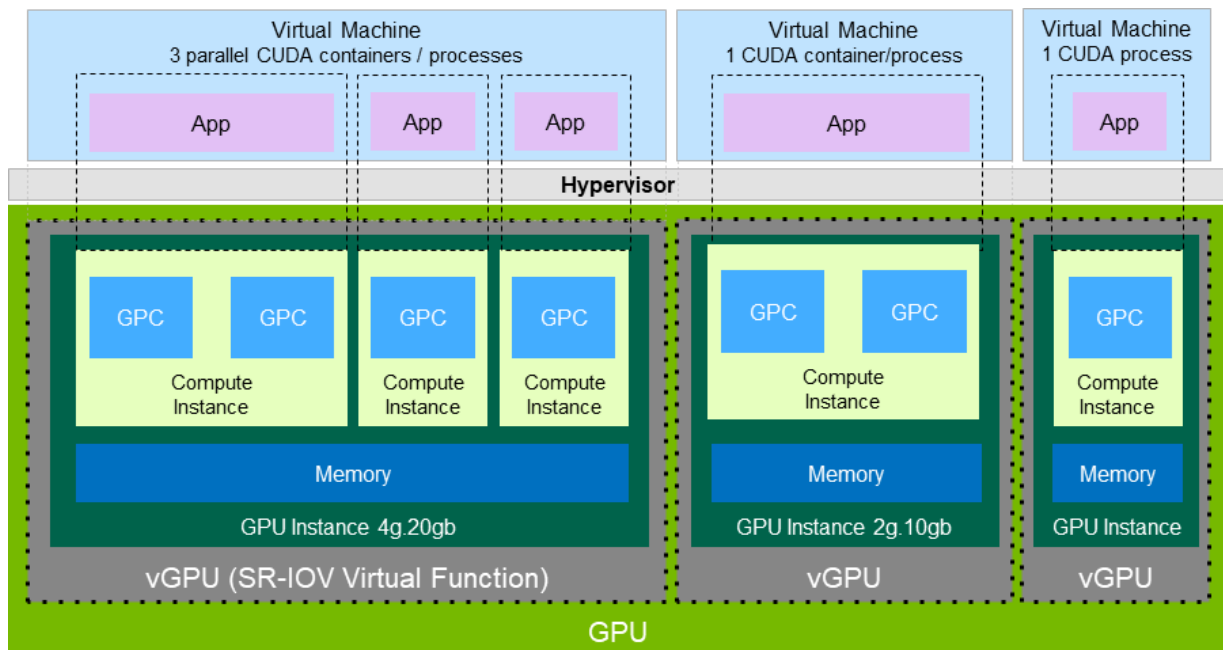 Virtual Machine
3 parallel CUDA containers / processes
App
App
App
Virtual Machine
1 CUDA container/process
App
Virtual Machine
1 CUDA process
App
Hypervisor
GPC
GPC
Compute
Instance
GPC
Compute
Instance
GPC
Compute
Instance
Memory
GPU Instance 4g.20gb
vGPU (SR-IOV Virtual Function)
GPC
GPC
Compute
Instance
Memory
GPU Instance 2g.10gb
vGPU
GPC
Compute
Instance
Memory
GPU Instance
vGPU
GPU